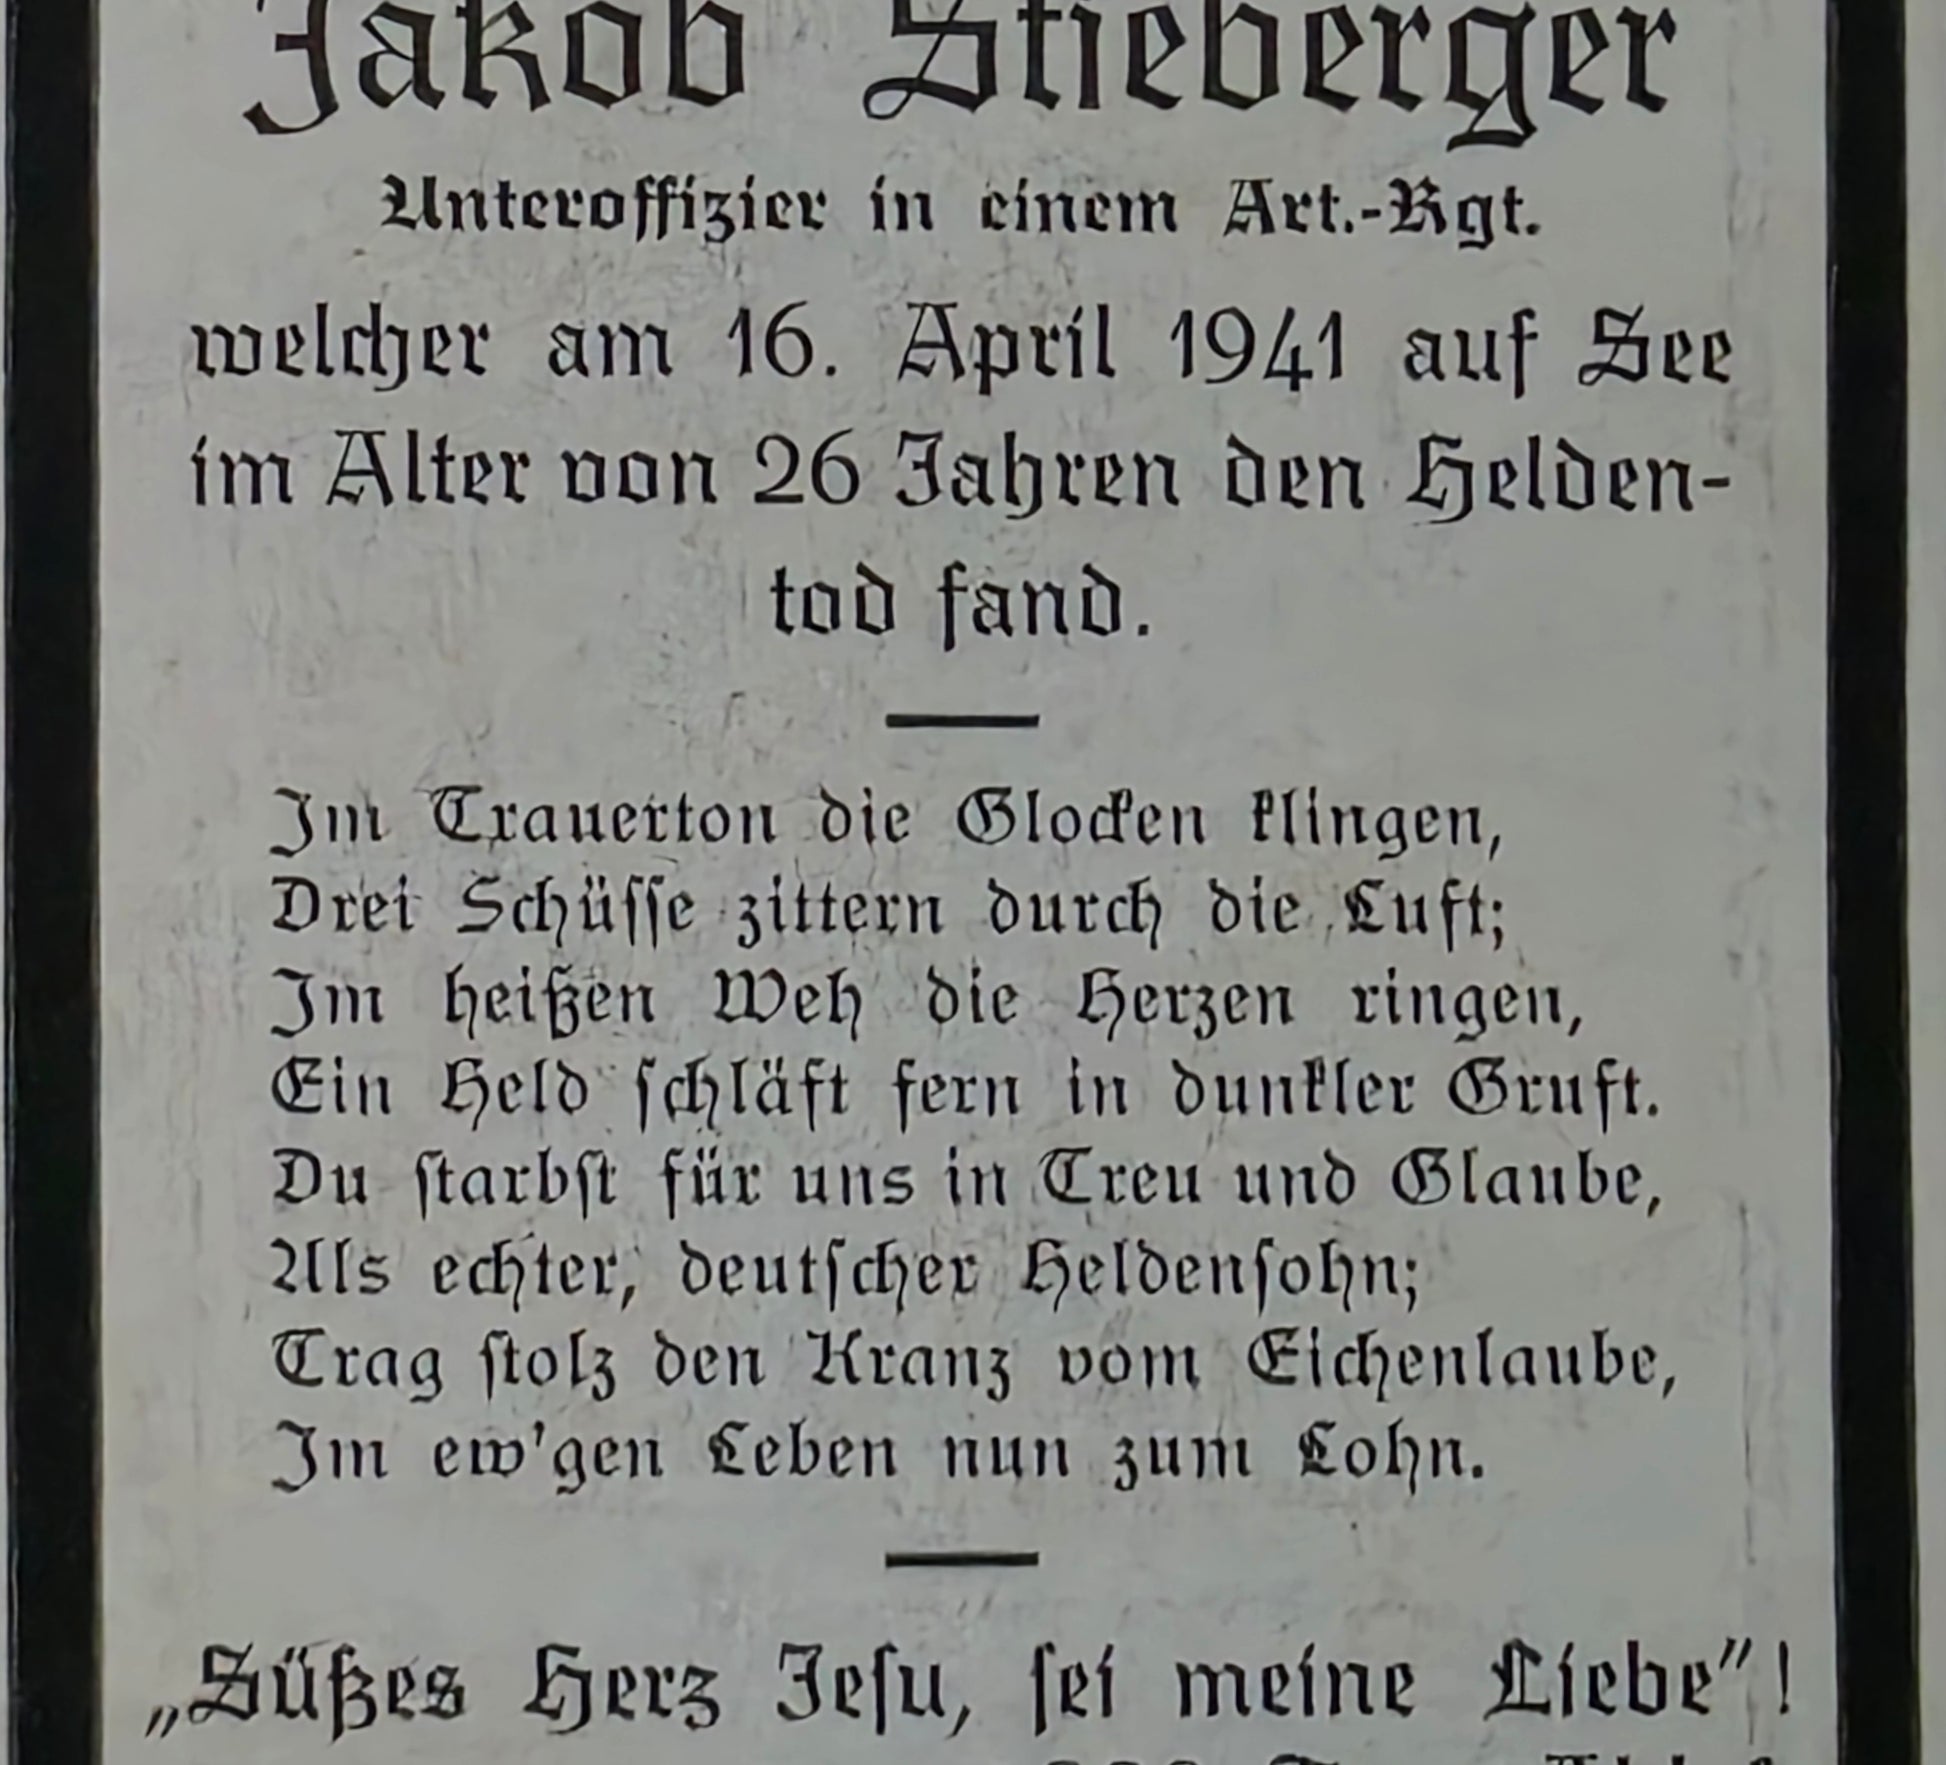 Jakob Stieberger
Unteroffizier in einem Art.-Rgt.
welcher am 16. April 1941 auf See
im Alter von 26 Jahren den Helden-
tod fand.
Im Trauerton die Glocken klingen,
Drei Schüſſe zittern durch die Luft;
Im heißen Weh die Herzen ringen,
Ein Held ſchläft fern in dunkler Gruft.
Du ſtarbſt für uns in Treu und Glaube,
Als echter, deutſcher Heldenſohn;
Trag ſtolz den Kranz vom Eichenlaube,
Im ew'gen Leben nun zum Lohn.
„Süßes Herz Jeſu, ſei meine Liebe"!